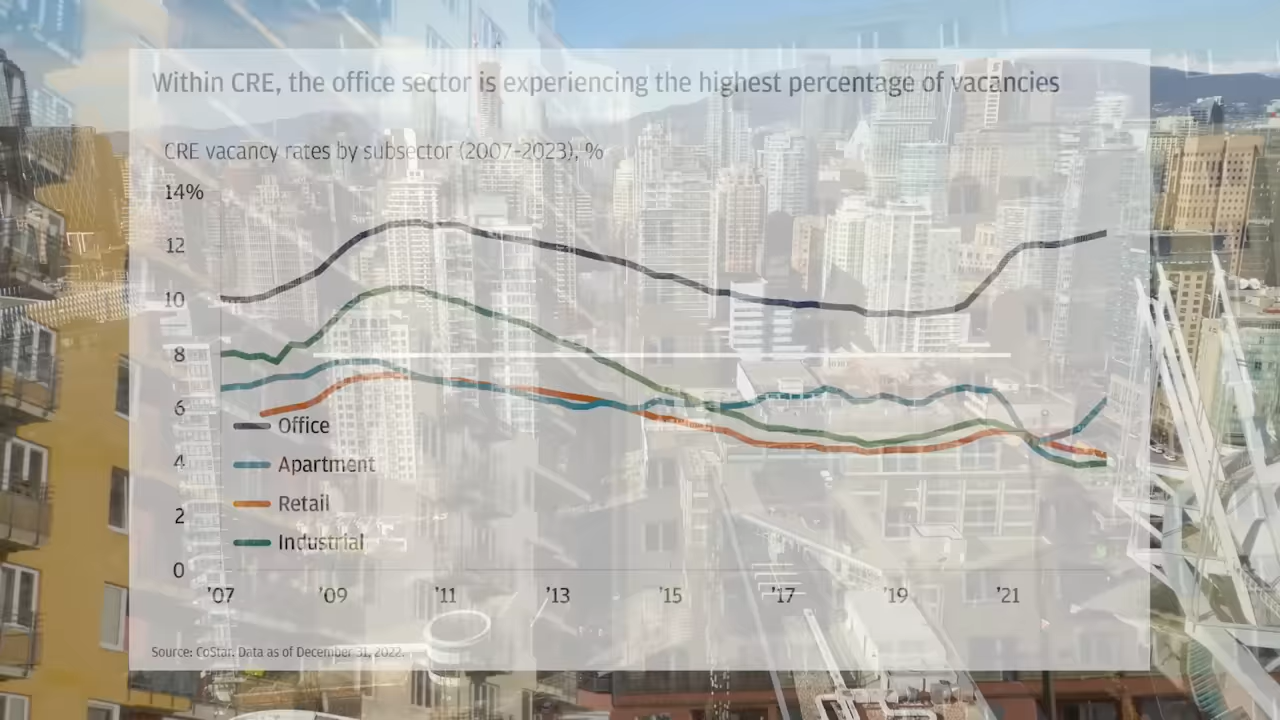 Within CRE, the office sector is experiencing the highest percentage of vacancies
CRE vacancy rates by subsector (2007-2023), %
14%
12
10
8
6
4
2
0
Office
Apartment
Retail
Industrial
'07 '09 '11 '13 '15 '17 '19 '21
Source: CoStar. Data as of December 31, 2022.